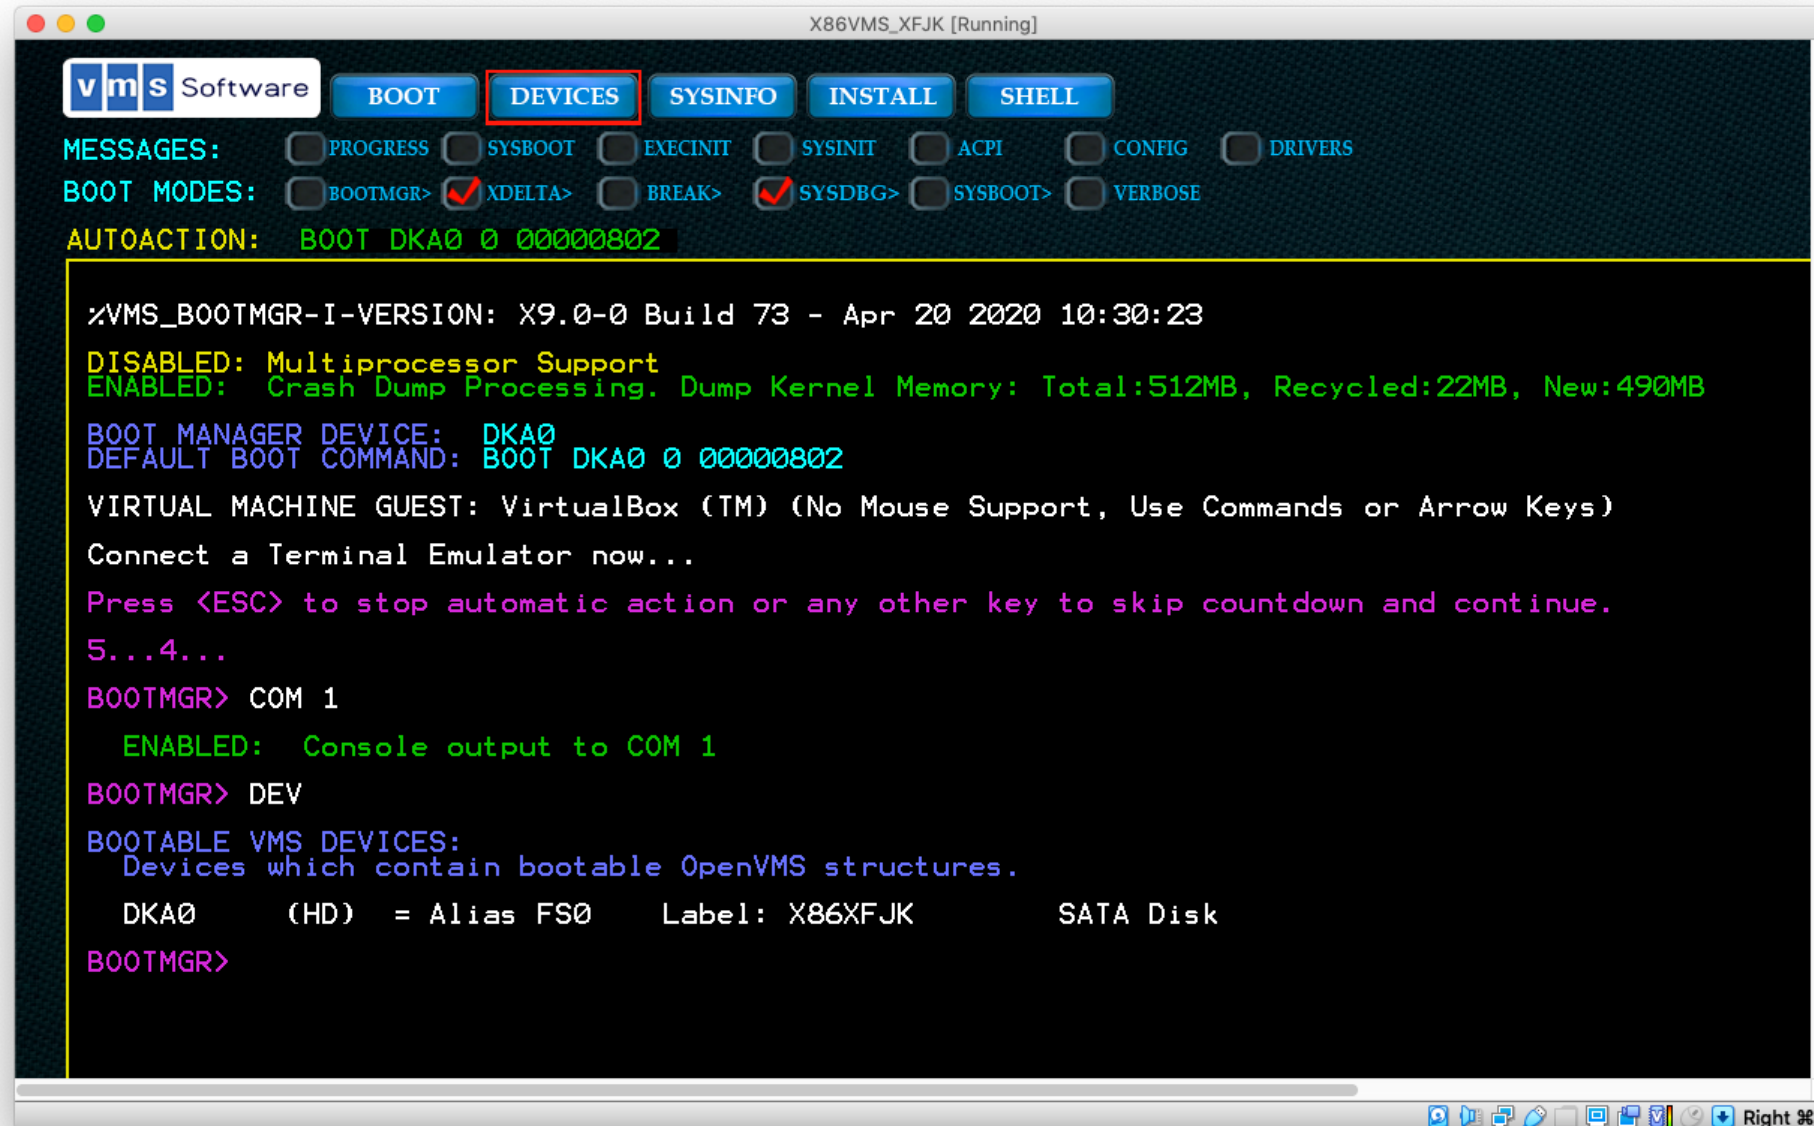 X86VMS_XFJK [Running]
vms Software BOOT DEVICES SYSINFO INSTALL SHELL
MESSAGES: PROGRESS SYSBOOT EXECINIT SYSINIT ACPI CONFIG DRIVERS
BOOT MODES: BOOTMGR> XDELTA> BREAK> SYSDBG> SYSBOOT> VERBOSE
AUTOACTION: BOOT DKA0 0 00000802
%VMS_BOOTMGR-I-VERSION: X9.0-0 Build 73 - Apr 20 2020 10:30:23
DISABLED: Multiprocessor Support
ENABLED: Crash Dump Processing. Dump Kernel Memory: Total:512MB, Recycled:22MB, New:490MB
BOOT MANAGER DEVICE: DKA0
DEFAULT BOOT COMMAND: BOOT DKA0 0 00000802
VIRTUAL MACHINE GUEST: VirtualBox (TM) (No Mouse Support, Use Commands or Arrow Keys)
Connect a Terminal Emulator now...
Press <ESC> to stop automatic action or any other key to skip countdown and continue.
5...4...
BOOTMGR> COM 1
ENABLED: Console output to COM 1
BOOTMGR> DEV
BOOTABLE VMS DEVICES:
Devices which contain bootable OpenVMS structures.
DKA0 (HD) = Alias FS0 Label: X86XFJK SATA Disk
BOOTMGR>
Right ⌘